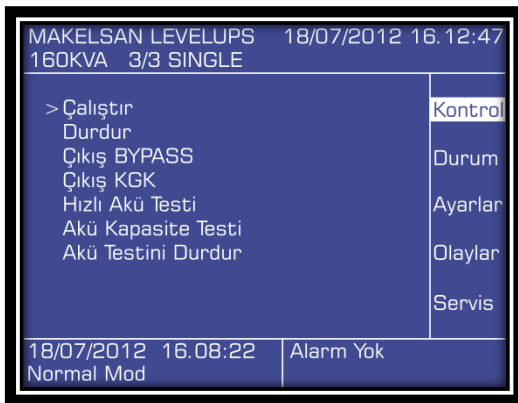 MAKELSAN LEVELUPS 18/07/2012 16.12:47
160KVA 3/3 SINGLE
>Çalıştır
Durdur
Çıkış BYPASS
Çıkış KGK
Hızlı Akü Testi
Akü Kapasite Testi
Akü Testini Durdur
Kontrol
Durum
Ayarlar
Olaylar
Servis
18/07/2012 16.08:22
Normal Mod
Alarm Yok